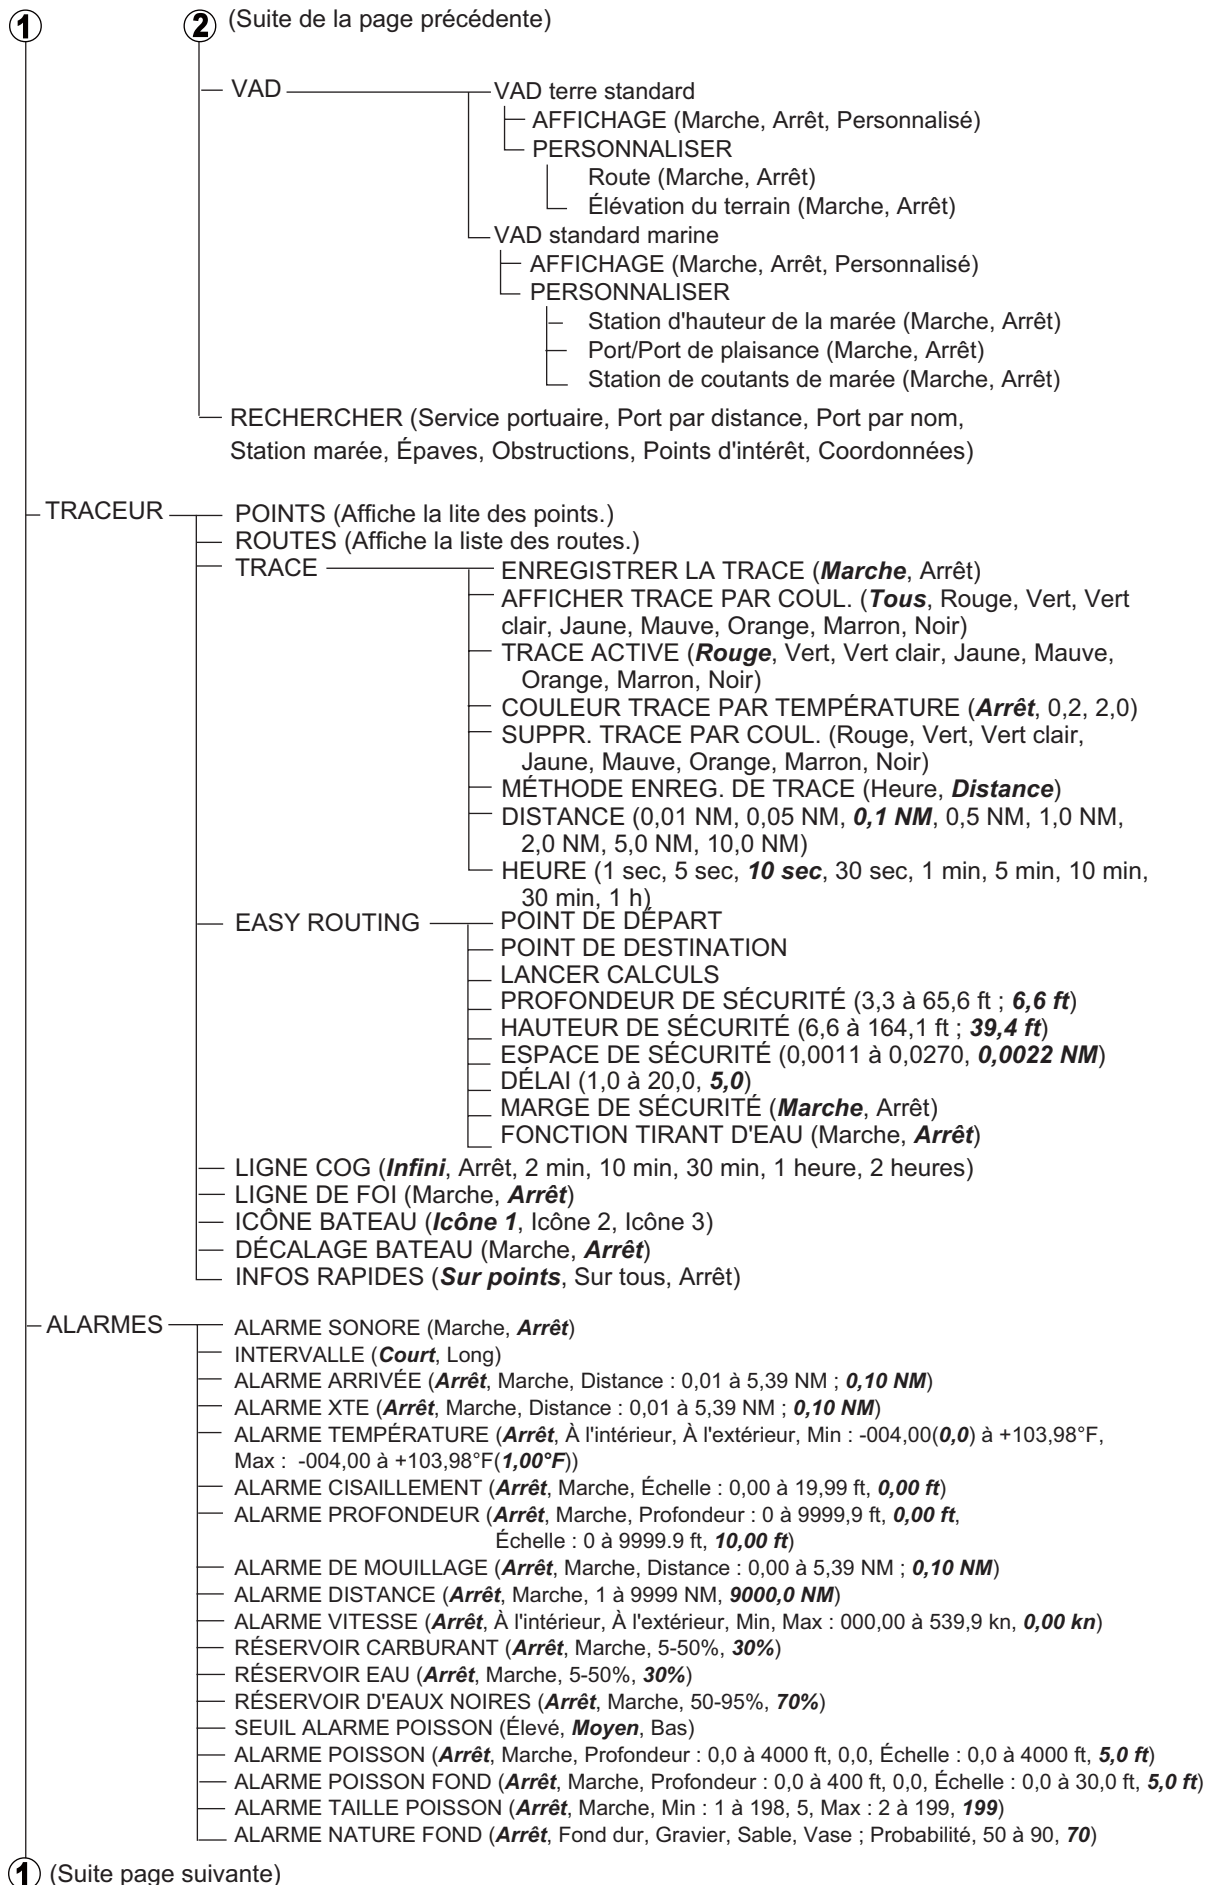 1 2 (Suite de la page précédente)
VAD
VAD terre standard
AFFICHAGE (Marche, Arrêt, Personnalisé)
PERSONNALISER
Route (Marche, Arrêt)
Élévation du terrain (Marche, Arrêt)
VAD standard marine
AFFICHAGE (Marche, Arrêt, Personnalisé)
PERSONNALISER
Station d'hauteur de la marée (Marche, Arrêt)
Port/Port de plaisance (Marche, Arrêt)
Station de coutants de marée (Marche, Arrêt)
RECHERCHER (Service portuaire, Port par distance, Port par nom,
Station marée, Épaves, Obstructions, Points d'intérêt, Coordonnées)
TRACEUR
POINTS (Affiche la lite des points.)
ROUTES (Affiche la liste des routes.)
TRACE
ENREGISTRER LA TRACE (Marche, Arrêt)
AFFICHER TRACE PAR COUL. (Tous, Rouge, Vert, Vert
clair, Jaune, Mauve, Orange, Marron, Noir)
TRACE ACTIVE (Rouge, Vert, Vert clair, Jaune, Mauve,
Orange, Marron, Noir)
COULEUR TRACE PAR TEMPÉRATURE (Arrêt, 0,2, 2,0)
SUPPR. TRACE PAR COUL. (Rouge, Vert, Vert clair,
Jaune, Mauve, Orange, Marron, Noir)
MÉTHODE ENREG. DE TRACE (Heure, Distance)
DISTANCE (0,01 NM, 0,05 NM, 0,1 NM, 0,5 NM, 1,0 NM,
2,0 NM, 5,0 NM, 10,0 NM)
HEURE (1 sec, 5 sec, 10 sec, 30 sec, 1 min, 5 min, 10 min,
30 min, 1 h)
EASY ROUTING
POINT DE DÉPART
POINT DE DESTINATION
LANCER CALCULS
PROFONDEUR DE SÉCURITÉ (3,3 à 65,6 ft ; 6,6 ft)
HAUTEUR DE SÉCURITÉ (6,6 à 164,1 ft ; 39,4 ft)
ESPACE DE SÉCURITÉ (0,0011 à 0,0270, 0,0022 NM)
DÉLAI (1,0 à 20,0, 5,0)
MARGE DE SÉCURITÉ (Marche, Arrêt)
FONCTION TIRANT D'EAU (Marche, Arrêt)
LIGNE COG (Infini, Arrêt, 2 min, 10 min, 30 min, 1 heure, 2 heures)
LIGNE DE FOI (Marche, Arrêt)
ICÔNE BATEAU (Icône 1, Icône 2, Icône 3)
DÉCALAGE BATEAU (Marche, Arrêt)
INFOS RAPIDES (Sur points, Sur tous, Arrêt)
ALARMES
ALARME SONORE (Marche, Arrêt)
INTERVALLE (Court, Long)
ALARME ARRIVÉE (Arrêt, Marche, Distance : 0,01 à 5,39 NM ; 0,10 NM)
ALARME XTE (Arrêt, Marche, Distance : 0,01 à 5,39 NM ; 0,10 NM)
ALARME TEMPÉRATURE (Arrêt, À l'intérieur, À l'extérieur, Min : -004,00(0,0) à +103,98°F,
Max : -004,00 à +103,98°F(1,00°F))
ALARME CISAILLEMENT (Arrêt, Marche, Échelle : 0,00 à 19,99 ft, 0,00 ft)
ALARME PROFONDEUR (Arrêt, Marche, Profondeur : 0 à 9999,9 ft, 0,00 ft,
Échelle : 0 à 9999.9 ft, 10,00 ft)
ALARME DE MOUILLAGE (Arrêt, Marche, Distance : 0,00 à 5,39 NM ; 0,10 NM)
ALARME DISTANCE (Arrêt, Marche, 1 à 9999 NM, 9000,0 NM)
ALARME VITESSE (Arrêt, À l'intérieur, À l'extérieur, Min, Max : 000,00 à 539,9 kn, 0,00 kn)
RÉSERVOIR CARBURANT (Arrêt, Marche, 5-50%, 30%)
RÉSERVOIR EAU (Arrêt, Marche, 5-50%, 30%)
RÉSERVOIR D'EAUX NOIRES (Arrêt, Marche, 50-95%, 70%)
SEUIL ALARME POISSON (Élevé, Moyen, Bas)
ALARME POISSON (Arrêt, Marche, Profondeur : 0,0 à 4000 ft, 0,0, Échelle : 0,0 à 4000 ft, 5,0 ft)
ALARME POISSON FOND (Arrêt, Marche, Profondeur : 0,0 à 400 ft, 0,0, Échelle : 0,0 à 30,0 ft, 5,0 ft)
ALARME TAILLE POISSON (Arrêt, Marche, Min : 1 à 198, 5, Max : 2 à 199, 199)
ALARME NATURE FOND (Arrêt, Fond dur, Gravier, Sable, Vase ; Probabilité, 50 à 90, 70)
1 (Suite page suivante)